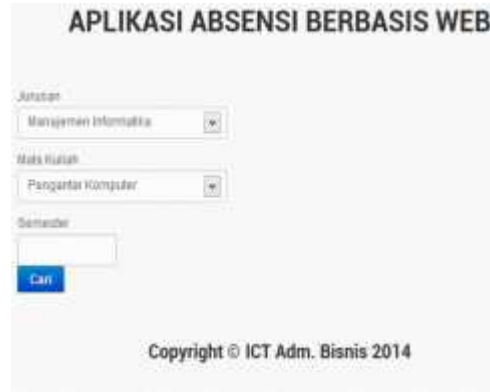 APLIKASI ABSENSI BERBASIS WEB
Jurusan
Manajemen Informatika
Mata Kuliah
Pengantar Komputer
Semester
Cari
Copyright © ICT Adm. Bisnis 2014